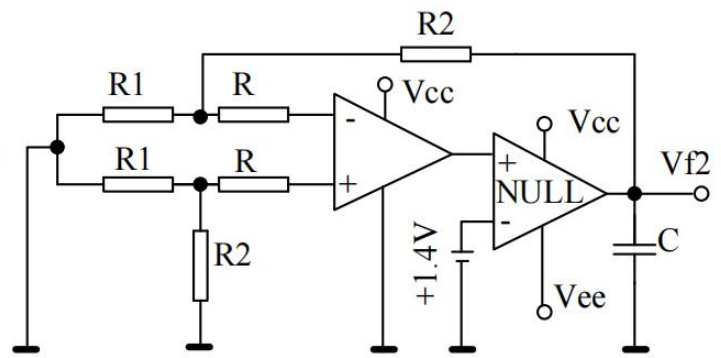 R2
R1
R
-
Vcc
Vcc
R1
R
+
+
NULL
-
Vf2
R2
+1.4V
C
Vee